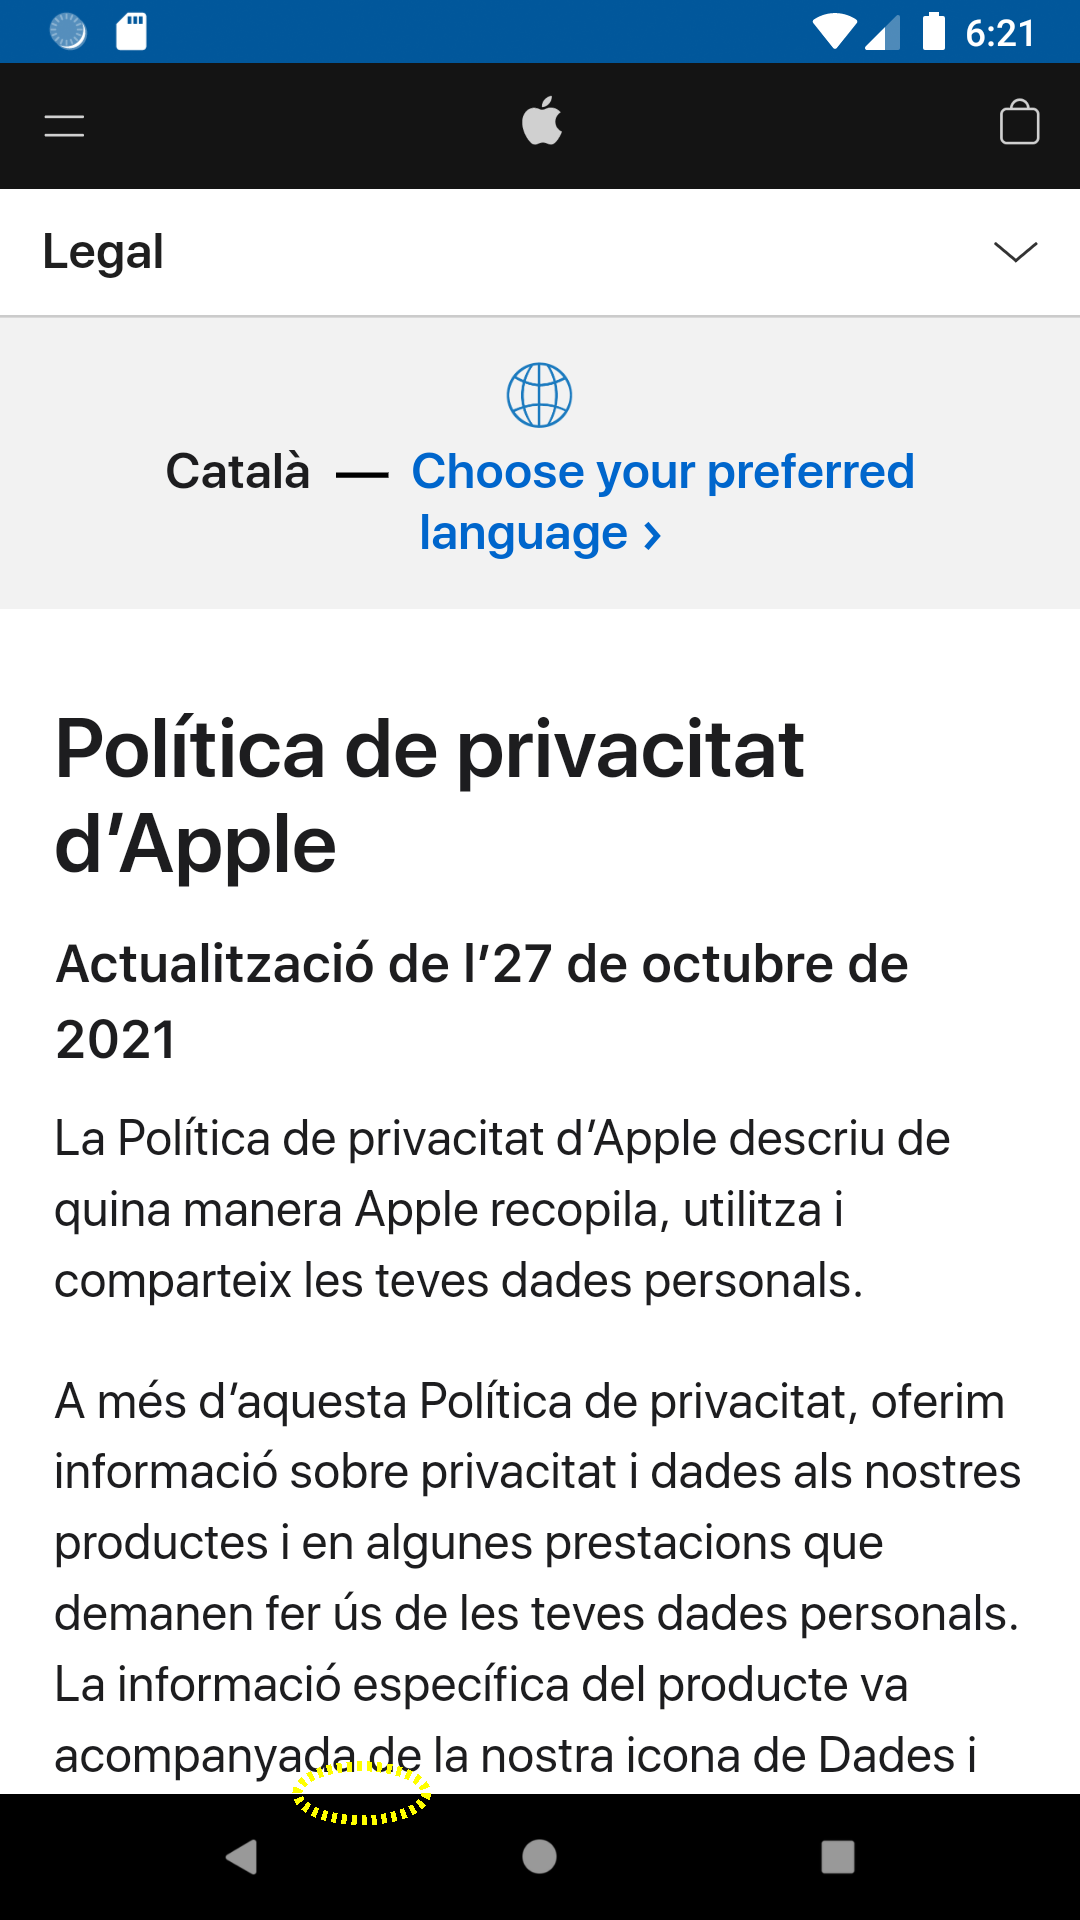 6:21
Legal
Català — Choose your preferred
language ›
Política de privacitat
d’Apple
Actualització de l’27 de octubre de
2021
La Política de privacitat d’Apple descriu de
quina manera Apple recopila, utilitza i
comparteix les teves dades personals.
A més d’aquesta Política de privacitat, oferim
informació sobre privacitat i dades als nostres
productes i en algunes prestacions que
demanen fer ús de les teves dades personals.
La informació específica del producte va
acompanyada de la nostra icona de Dades i